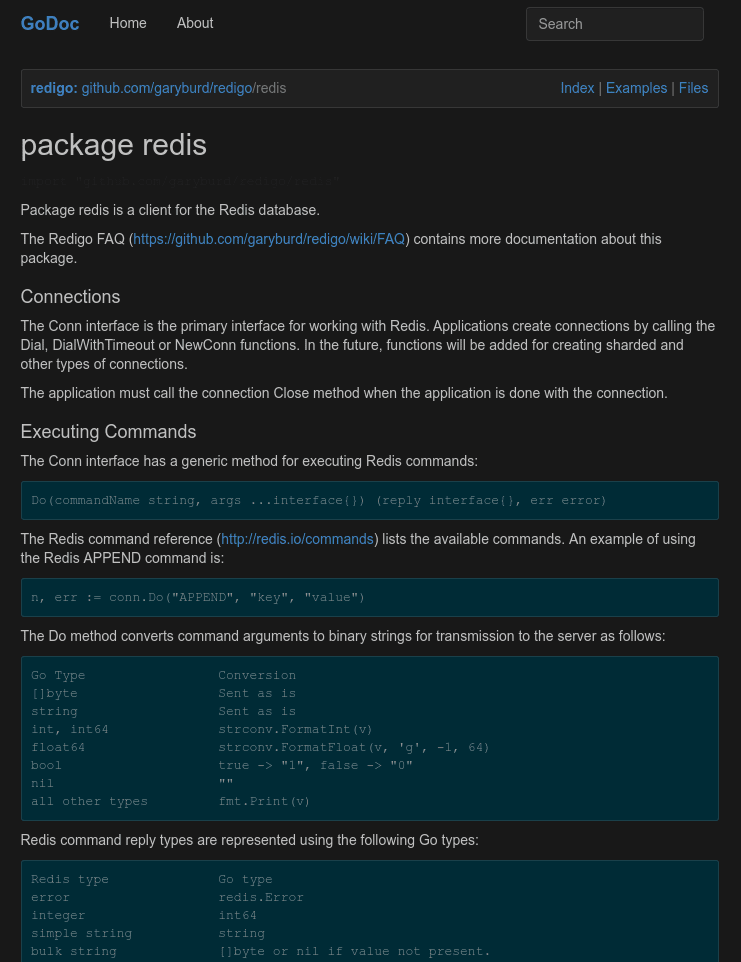 GoDoc Home About Search
redigo: github.com/garyburd/redigo/redis Index | Examples | Files
package redis
import "github.com/garyburd/redigo/redis"
Package redis is a client for the Redis database.
The Redigo FAQ (https://github.com/garyburd/redigo/wiki/FAQ) contains more documentation about this
package.
Connections
The Conn interface is the primary interface for working with Redis. Applications create connections by calling the
Dial, DialWithTimeout or NewConn functions. In the future, functions will be added for creating sharded and
other types of connections.
The application must call the connection Close method when the application is done with the connection.
Executing Commands
The Conn interface has a generic method for executing Redis commands:
Do(commandName string, args ...interface{}) (reply interface{}, err error)
The Redis command reference (http://redis.io/commands) lists the available commands. An example of using
the Redis APPEND command is:
n, err := conn.Do("APPEND", "key", "value")
The Do method converts command arguments to binary strings for transmission to the server as follows:
Go Type Conversion
[]byte Sent as is
string Sent as is
int, int64 strconv.FormatInt(v)
float64 strconv.FormatFloat(v, 'g', -1, 64)
bool true -> "1", false -> "0"
nil ""
all other types fmt.Print(v)
Redis command reply types are represented using the following Go types:
Redis type Go type
error redis.Error
integer int64
simple string string
bulk string []byte or nil if value not present.